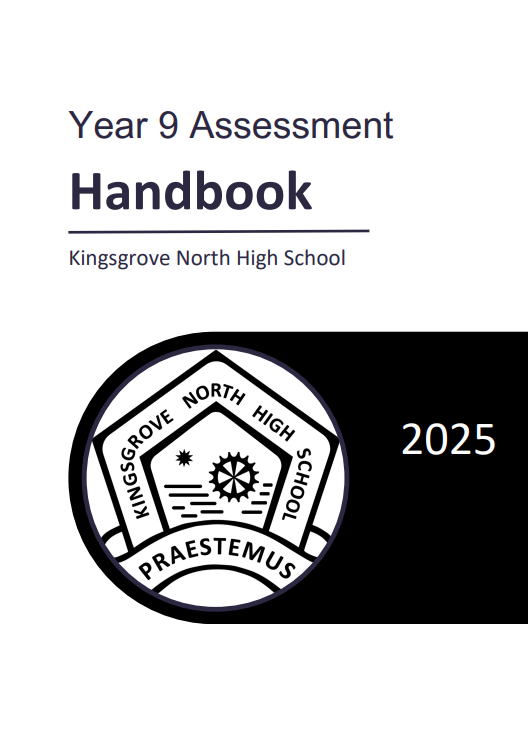 Year 9 Assessment
Handbook
Kingsgrove North High School
2025
KINGSGROVE NORTH HIGH SCHOOL
PRAESTEMUS